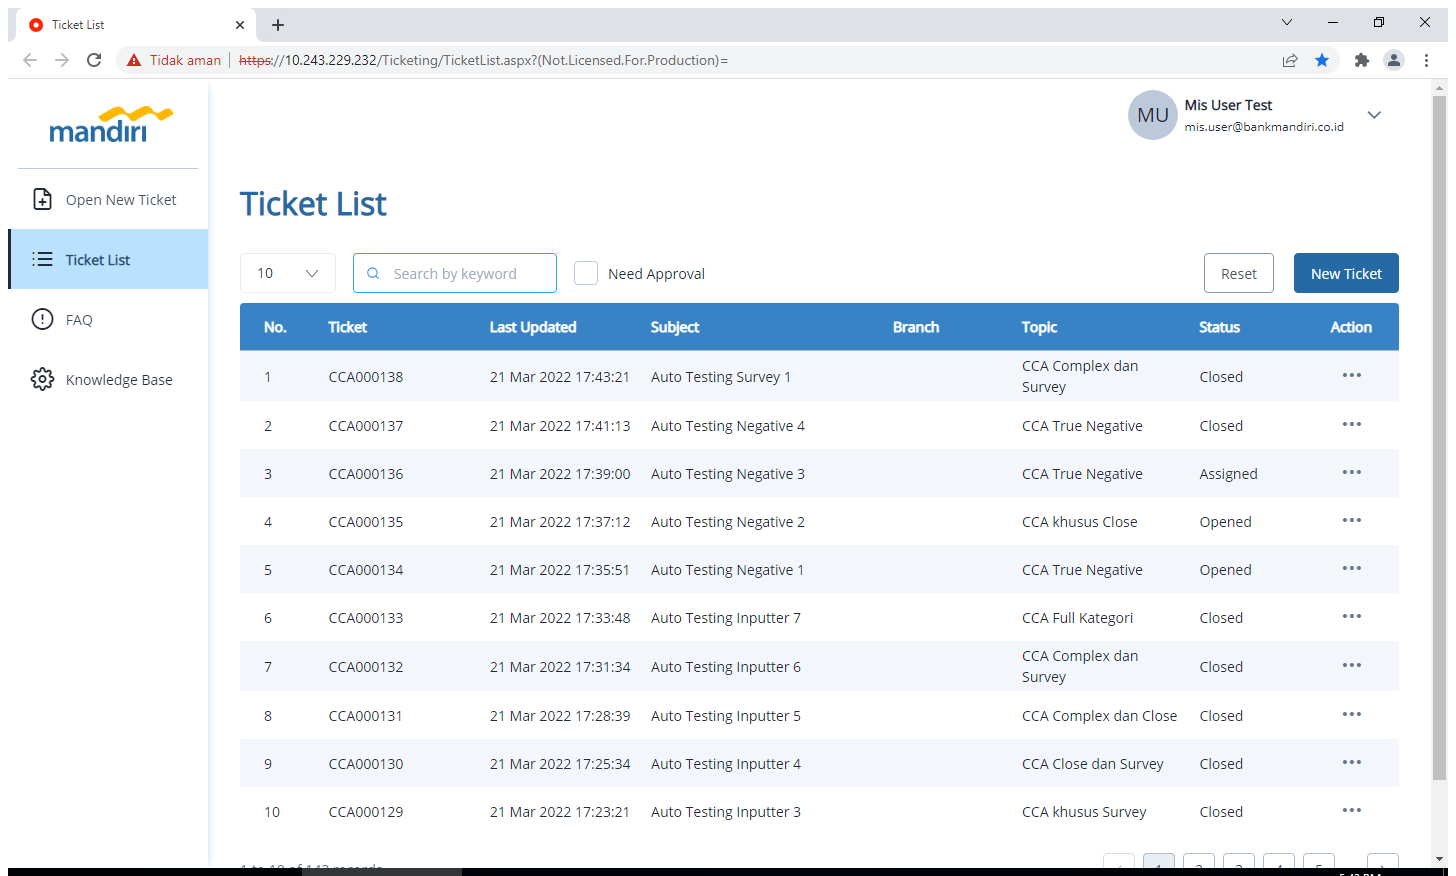 Ticket List
Tidak aman https://10.243.229.232/Ticketing/TicketList.aspx?(Not.Licensed.For.Production)=
mandiri
MU
Mis User Test
mis.user@bankmandiri.co.id
Open New Ticket
Ticket List
FAQ
Knowledge Base
Ticket List
10
Search by keyword
Need Approval
Reset
New Ticket
No. Ticket Last Updated Subject Branch Topic Status Action
1 CCA000138 21 Mar 2022 17:43:21 Auto Testing Survey 1 CCA Complex dan Survey Closed
2 CCA000137 21 Mar 2022 17:41:13 Auto Testing Negative 4 CCA True Negative Closed
3 CCA000136 21 Mar 2022 17:39:00 Auto Testing Negative 3 CCA True Negative Assigned
4 CCA000135 21 Mar 2022 17:37:12 Auto Testing Negative 2 CCA khusus Close Opened
5 CCA000134 21 Mar 2022 17:35:51 Auto Testing Negative 1 CCA True Negative Opened
6 CCA000133 21 Mar 2022 17:33:48 Auto Testing Inputter 7 CCA Full Kategori Closed
7 CCA000132 21 Mar 2022 17:31:34 Auto Testing Inputter 6 CCA Complex dan Survey Closed
8 CCA000131 21 Mar 2022 17:28:39 Auto Testing Inputter 5 CCA Complex dan Close Closed
9 CCA000130 21 Mar 2022 17:25:34 Auto Testing Inputter 4 CCA Close dan Survey Closed
10 CCA000129 21 Mar 2022 17:23:21 Auto Testing Inputter 3 CCA khusus Survey Closed